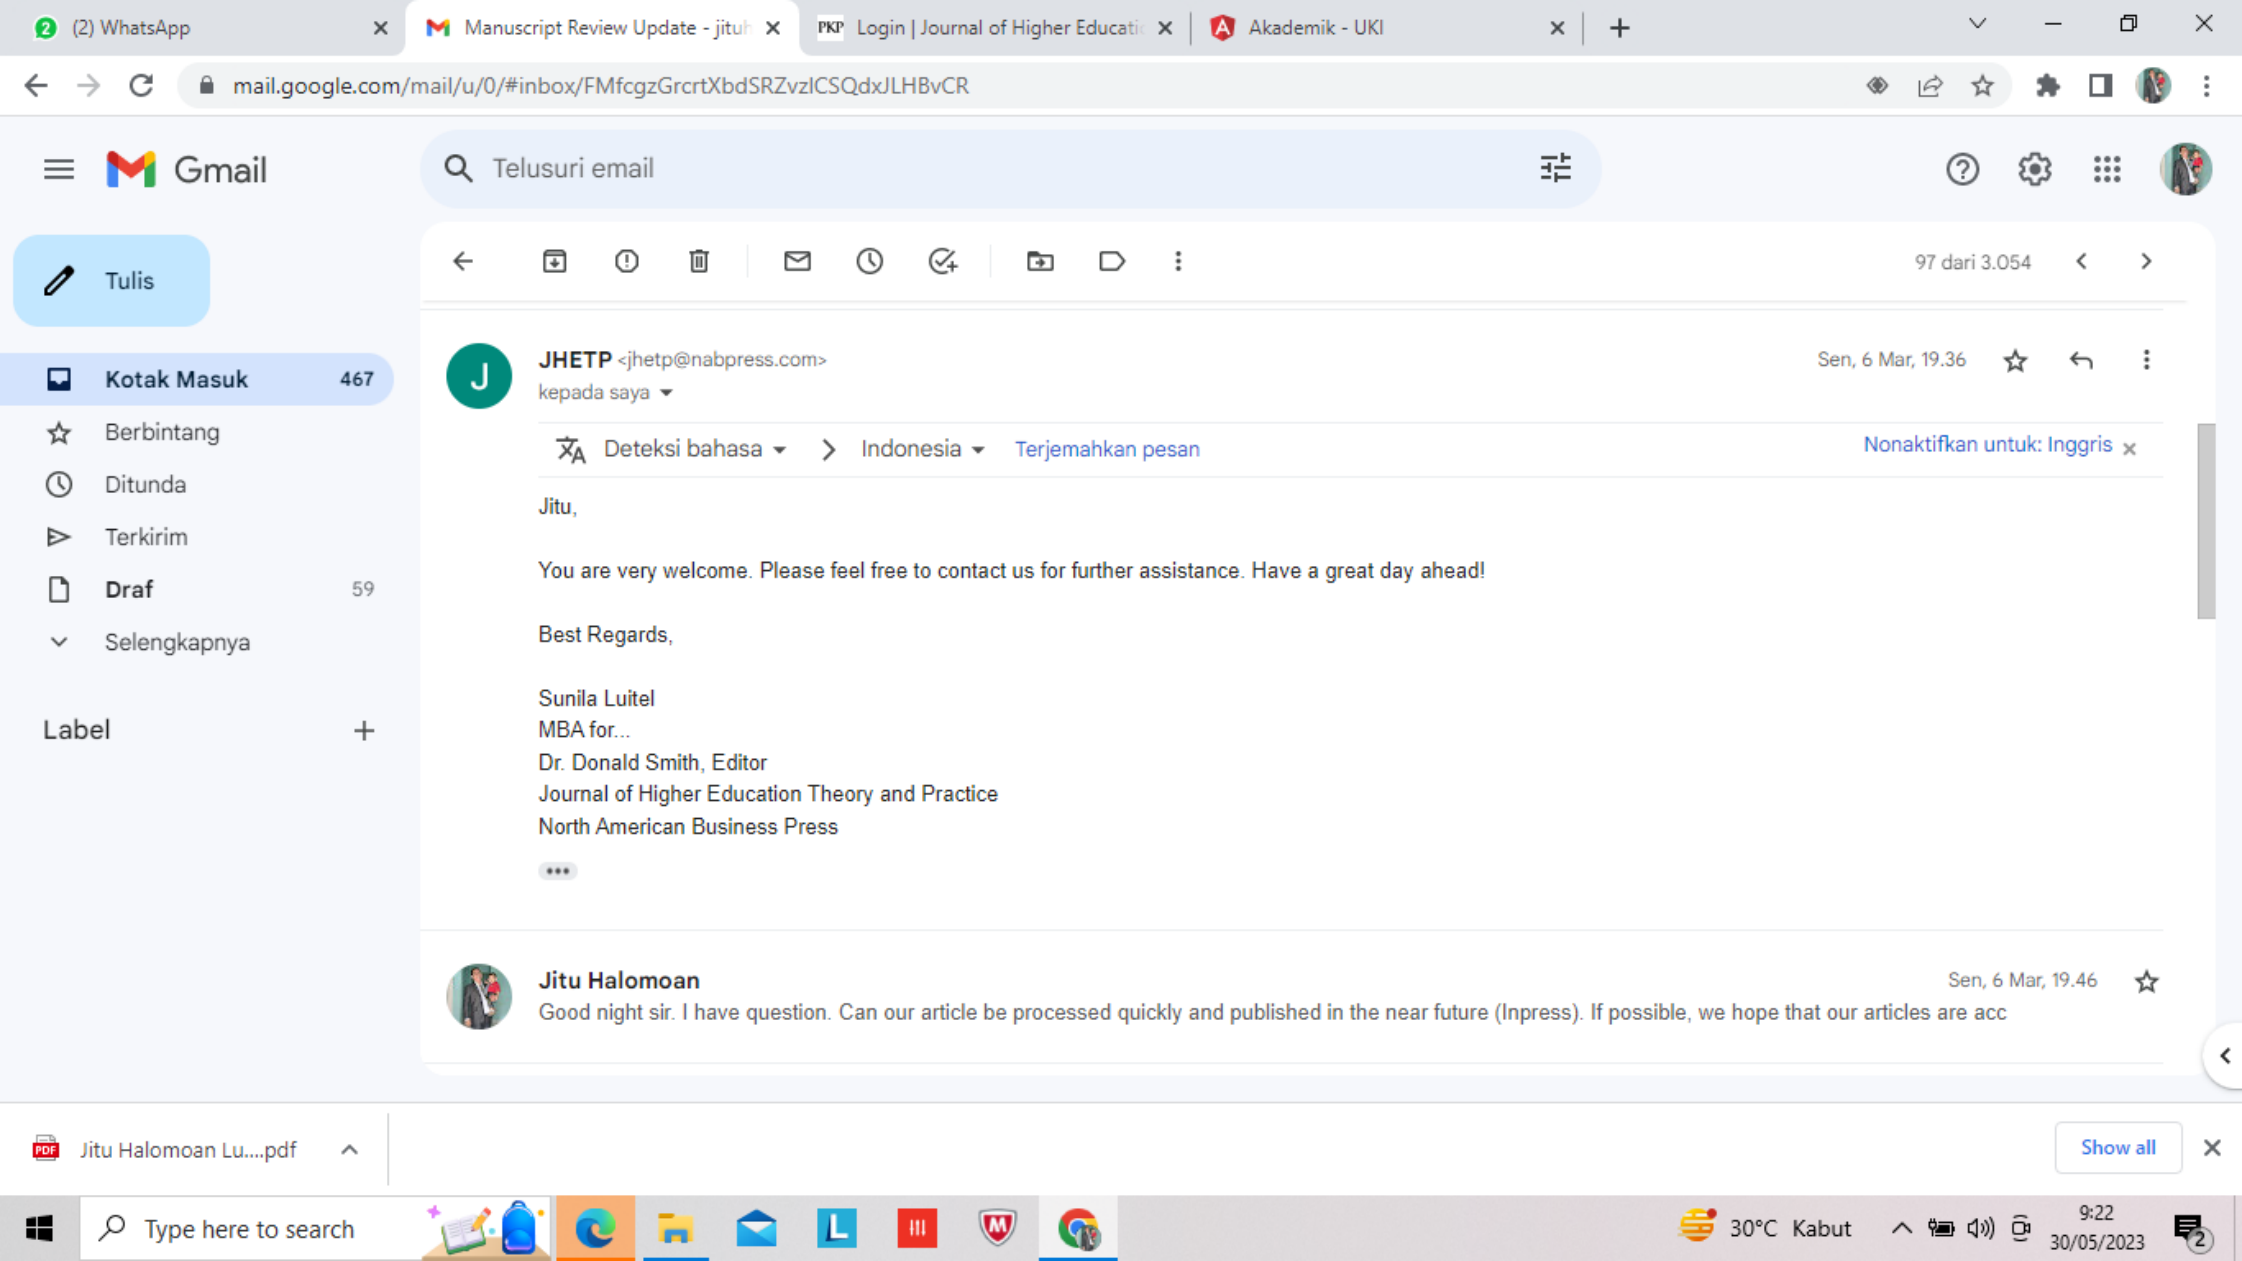 (2) WhatsApp
Manuscript Review Update - jituh
Login | Journal of Higher Educatio
Akademik - UKI
mail.google.com/mail/u/0/#inbox/FMfcgzGrcrtXbdSRZvzlCSQdxJLHBvCR
Gmail
Telusuri email
Tulis
97 dari 3.054
Kotak Masuk 467
Berbintang
Ditunda
Terkirim
Draf 59
Selengkapnya
Label
J
JHETP <jhetp@nabpress.com>
Sen, 6 Mar, 19.36
kepada saya
Deteksi bahasa
Indonesia
Terjemahkan pesan
Nonaktifkan untuk: Inggris
Jitu,
You are very welcome. Please feel free to contact us for further assistance. Have a great day ahead!
Best Regards,
Sunila Luitel
MBA for...
Dr. Donald Smith, Editor
Journal of Higher Education Theory and Practice
North American Business Press
Jitu Halomoan
Sen, 6 Mar, 19.46
Good night sir. I have question. Can our article be processed quickly and published in the near future (Inpress). If possible, we hope that our articles are acc
PDF
Jitu Halomoan Lu....pdf
Show all
Type here to search
L
30°C Kabut
9:22
30/05/2023
2